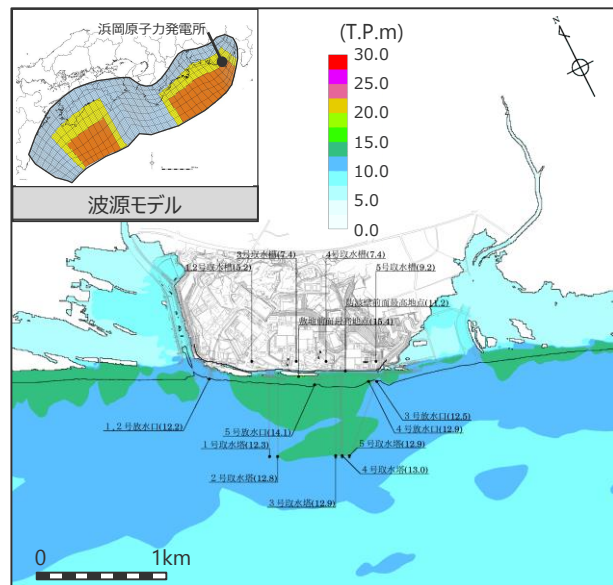 浜岡原子力発電所
波源モデル
(T.P.m)
30.0
25.0
20.0
15.0
10.0
5.0
0.0
3号取水槽(7.4)
4号取水槽(7.4)
1,2号取水槽(5.2)
5号取水槽(9.2)
防波壁前面最高地点(11.2)
敷地前面最高地点(15.4)
1,2号放水口(12.2)
5号放水口(14.1)
3号放水口(12.5)
4号放水口(12.9)
1号取水塔(12.3)
5号取水塔(12.9)
2号取水塔(12.8)
4号取水塔(13.0)
3号取水塔(12.9)
0
1km